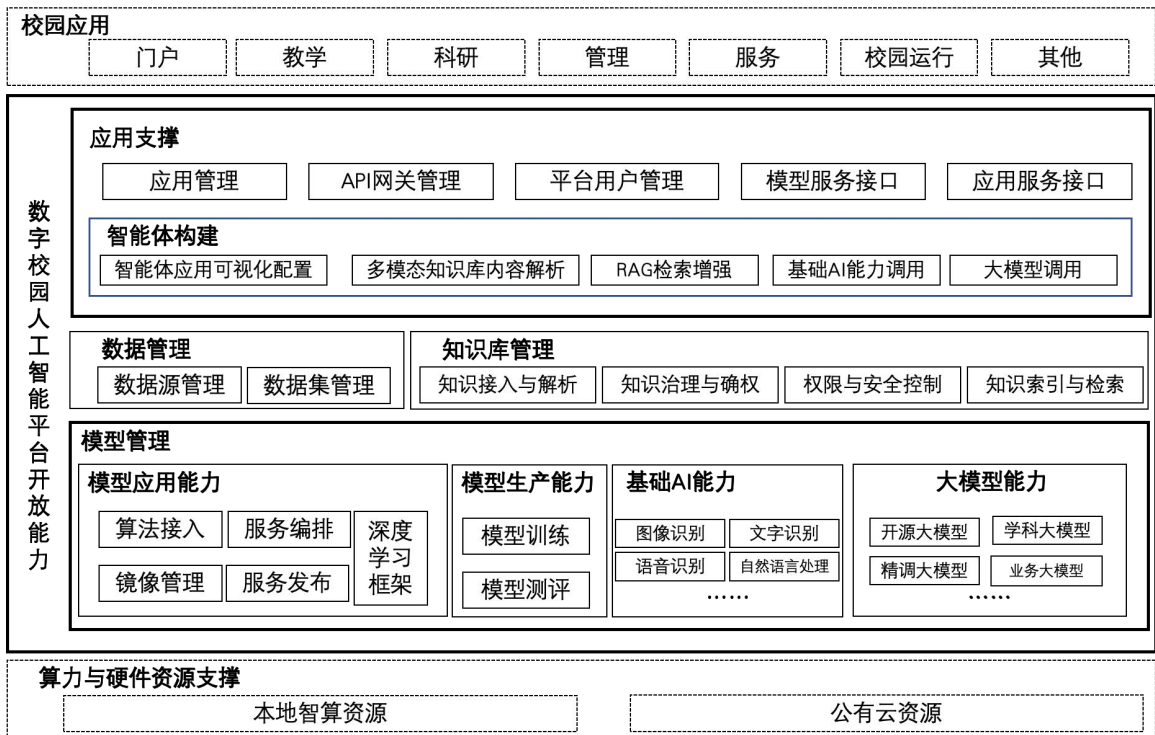 校园应用
门户 教学 科研 管理 服务 校园运行 其他
数字校园人工智能平台开放能力
应用支撑
应用管理 API网关管理 平台用户管理 模型服务接口 应用服务接口
智能体构建
智能体应用可视化配置 多模态知识库内容解析 RAG检索增强 基础AI能力调用 大模型调用
数据管理
数据源管理 数据集管理
知识库管理
知识接入与解析 知识治理与确权 权限与安全控制 知识索引与检索
模型管理
模型应用能力
算法接入 服务编排
镜像管理 服务发布
深度
学习
框架
模型生产能力
模型训练
模型测评
基础AI能力
图像识别 文字识别
语音识别 自然语言处理
……
大模型能力
开源大模型 学科大模型
精调大模型 业务大模型
……
算力与硬件资源支撑
本地智算资源 公有云资源